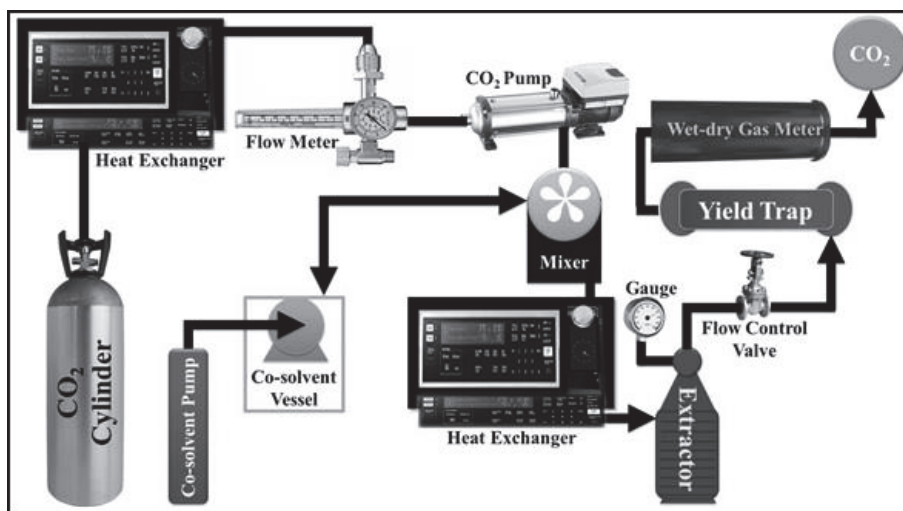 Heat Exchanger
Flow Meter
CO₂ Pump
CO₂
Wet-dry Gas Meter
Yield Trap
Mixer
Gauge
Flow Control
Valve
CO₂
Cylinder
Co-solvent Pump
Co-solvent
Vessel
Heat Exchanger
Extractor